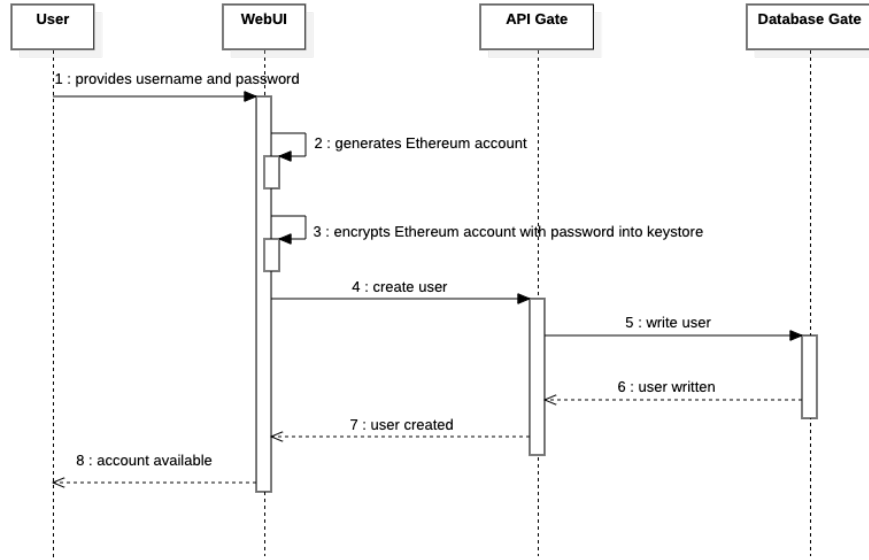 User
WebUI
API Gate
Database Gate
1 : provides username and password
2 : generates Ethereum account
3 : encrypts Ethereum account with password into keystore
4 : create user
5 : write user
6 : user written
7 : user created
8 : account available